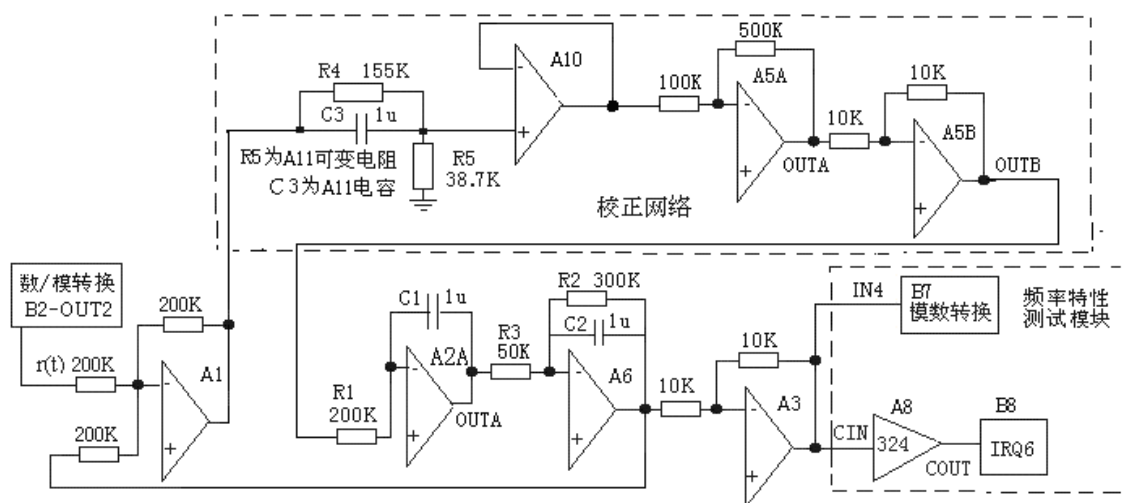 500K
A10
R4 155K
10K
C3
1u
100K
A5A
10K
A5B
R5为A11可变电阻
C3为A11电容
R5
38.7K
OUTA
OUTB
校正网络
数/模转换
B2-OUT2
200K
r(t) 200K
A1
200K
C1
1u
R2 300K
C2
1u
R3
50K
A2A
A6
R1
200K
OUTA
10K
10K
A3
IN4
B7
模数转换
频率特性
测试模块
A8
B8
CIN
324
COUT
IRQ6